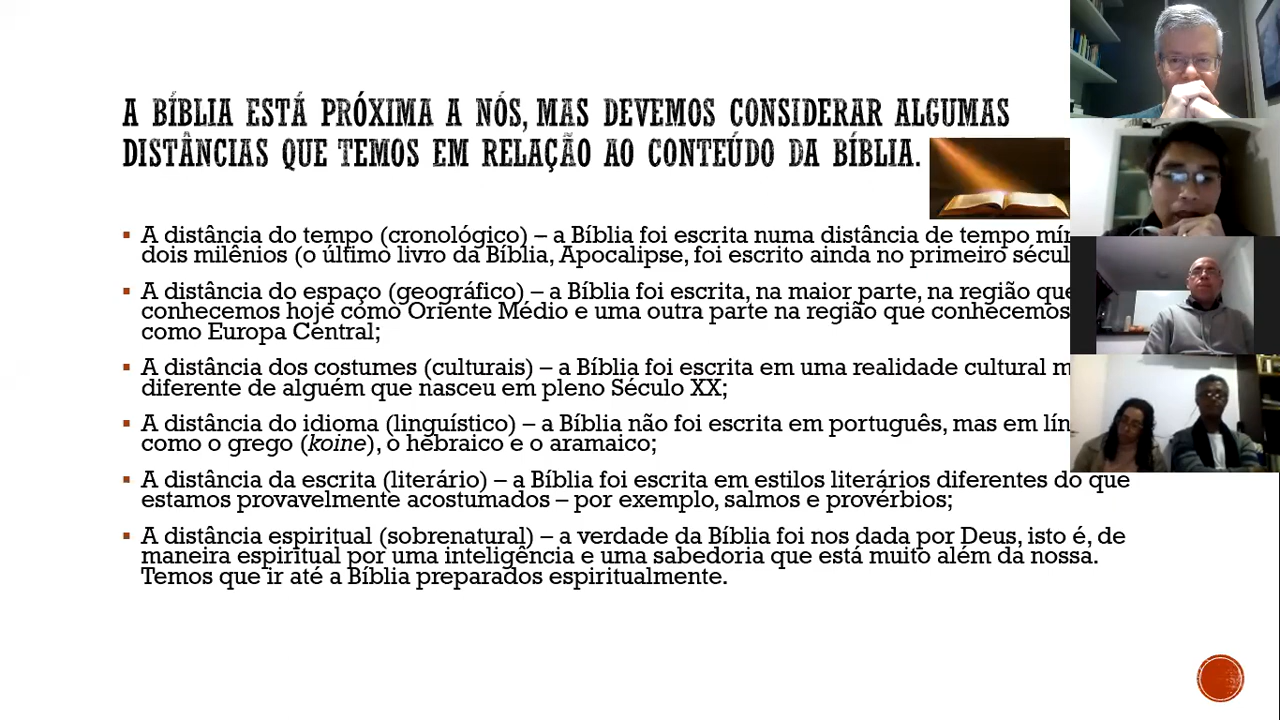 A BÍBLIA ESTÁ PRÓXIMA A NÓS, MAS DEVEMOS CONSIDERAR ALGUMAS
DISTÂNCIAS QUE TEMOS EM RELAÇÃO AO CONTEÚDO DA BÍBLIA.
▪ A distância do tempo (cronológico) – a Bíblia foi escrita numa distância de tempo
dois milênios (o último livro da Bíblia, Apocalipse, foi escrito ainda no primeiro
▪ A distância do espaço (geográfico) – a Bíblia foi escrita, na maior parte, na região que
conhecemos hoje como Oriente Médio e uma outra parte na região que conhecemos
como Europa Central;
▪ A distância dos costumes (culturais) – a Bíblia foi escrita em uma realidade cultural
diferente de alguém que nasceu em pleno Século XX;
▪ A distância do idioma (linguístico) – a Bíblia não foi escrita em português, mas em
como o grego (koine), o hebraico e o aramaico;
▪ A distância da escrita (literário) – a Bíblia foi escrita em estilos literários diferentes do que
estamos provavelmente acostumados – por exemplo, salmos e provérbios;
▪ A distância espiritual (sobrenatural) – a verdade da Bíblia foi nos dada por Deus, isto é, de
maneira espiritual por uma inteligência e uma sabedoria que está muito além da nossa.
Temos que ir até a Bíblia preparados espiritualmente.